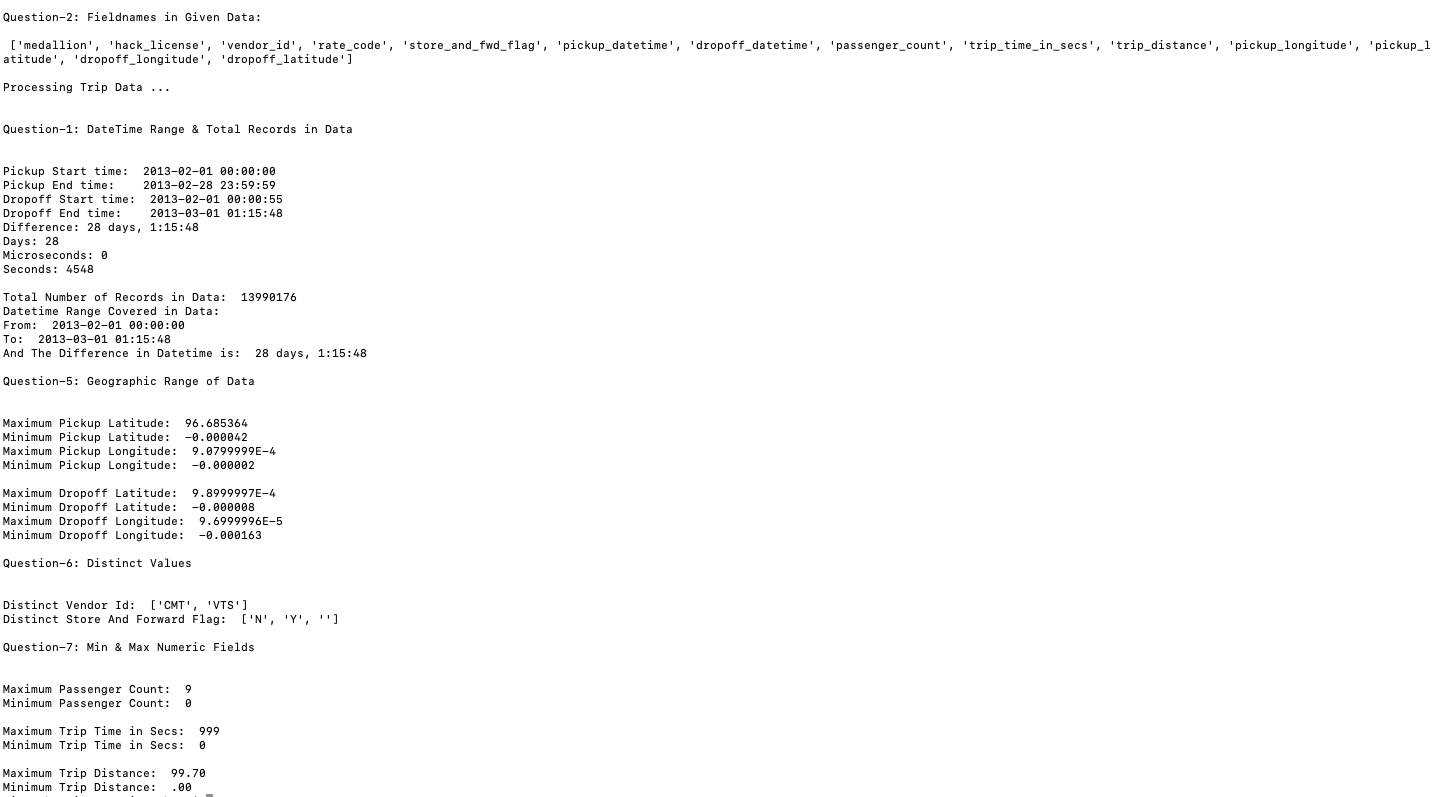 Question-2: Fieldnames in Given Data:
['medallion', 'hack_license', 'vendor_id', 'rate_code', 'store_and_fwd_flag', 'pickup_datetime', 'dropoff_datetime', 'passenger_count', 'trip_time_in_secs', 'trip_distance', 'pickup_longitude', 'pickup_l
atitude', 'dropoff_longitude', 'dropoff_latitude']
Processing Trip Data ...
Question-1: DateTime Range & Total Records in Data
Pickup Start time:  2013-02-01 00:00:00
Pickup End time:    2013-02-28 23:59:59
Dropoff Start time:  2013-02-01 00:00:55
Dropoff End time:    2013-03-01 01:15:48
Difference: 28 days, 1:15:48
Days: 28
Microseconds: 0
Seconds: 4548
Total Number of Records in Data:  13990176
Datetime Range Covered in Data:
From:  2013-02-01 00:00:00
To:  2013-03-01 01:15:48
And The Difference in Datetime is:  28 days, 1:15:48
Question-5: Geographic Range of Data
Maximum Pickup Latitude:  96.685364
Minimum Pickup Latitude:  -0.000042
Maximum Pickup Longitude:  9.0799999E-4
Minimum Pickup Longitude:  -0.000002
Maximum Dropoff Latitude:  9.8999997E-4
Minimum Dropoff Latitude:  -0.000008
Maximum Dropoff Longitude:  9.6999996E-5
Minimum Dropoff Longitude:  -0.000163
Question-6: Distinct Values
Distinct Vendor Id:  ['CMT', 'VTS']
Distinct Store And Forward Flag:  ['N', 'Y', '']
Question-7: Min & Max Numeric Fields
Maximum Passenger Count:  9
Minimum Passenger Count:  0
Maximum Trip Time in Secs:  999
Minimum Trip Time in Secs:  0
Maximum Trip Distance:  99.70
Minimum Trip Distance:  .00